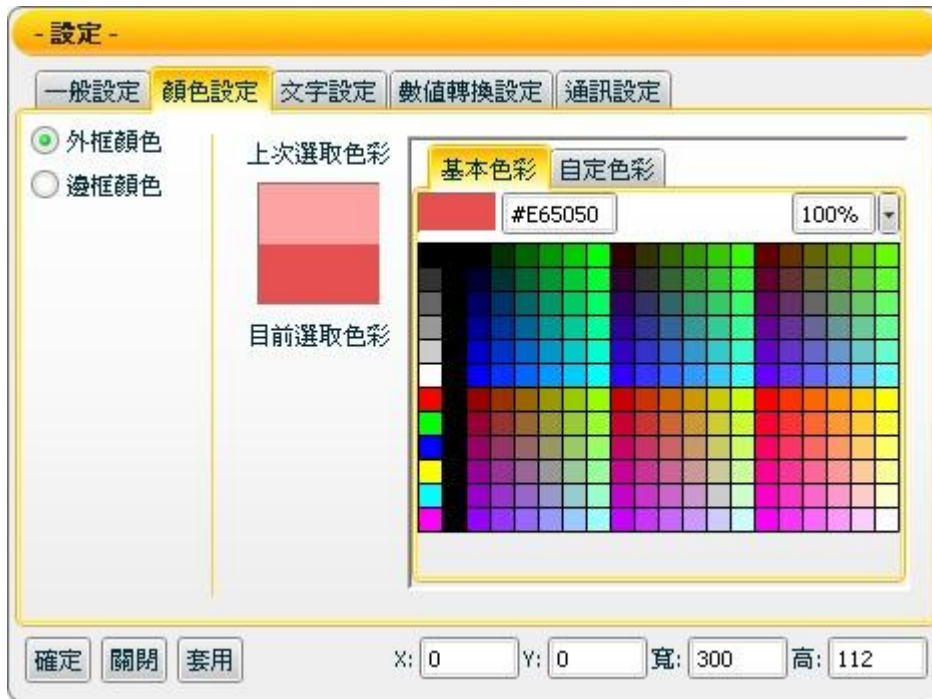 - 設定 -
一般設定 顏色設定 文字設定 數值轉換設定 通訊設定
外框顏色
邊框顏色
上次選取色彩
目前選取色彩
基本色彩 自定色彩
#E65050 100%
確定 關閉 套用 X: 0 Y: 0 寬: 300 高: 112